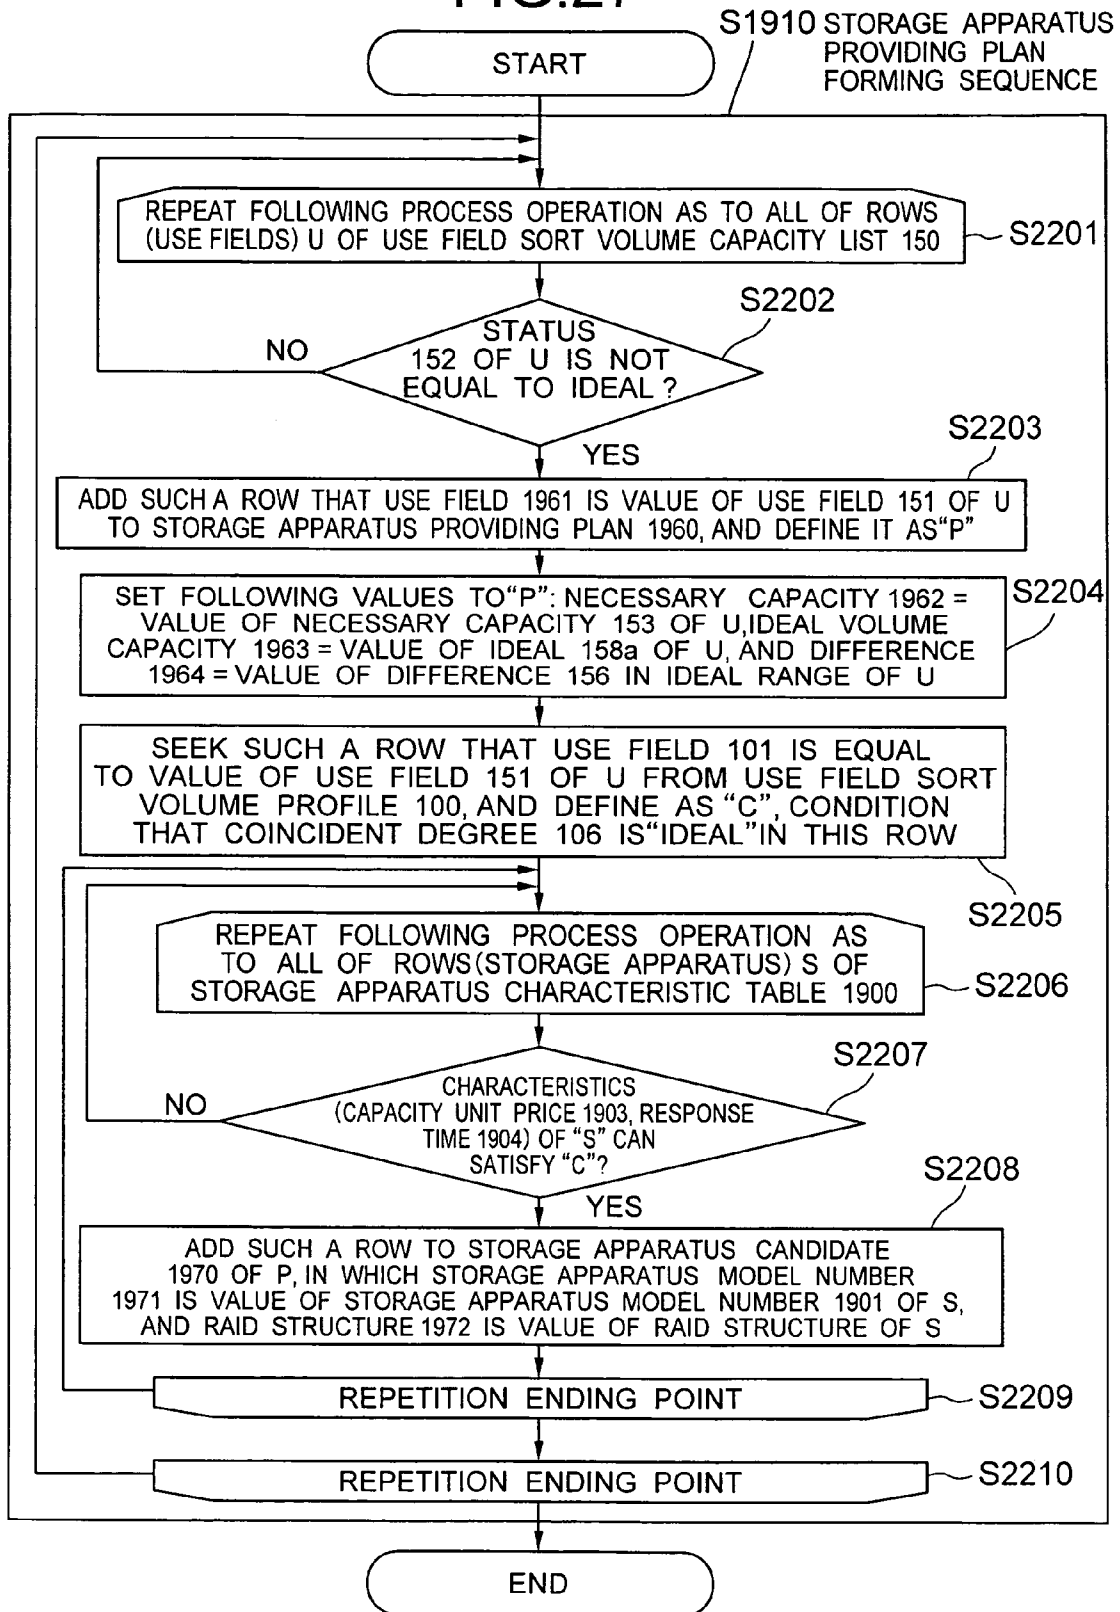 FIG.27
S1910 STORAGE APPARATUS
PROVIDING PLAN
FORMING SEQUENCE
START
REPEAT FOLLOWING PROCESS OPERATION AS TO ALL OF ROWS
(USE FIELDS) U OF USE FIELD SORT VOLUME CAPACITY LIST 150
S2201
S2202
STATUS
152 OF U IS NOT
EQUAL TO IDEAL?
NO
YES
S2203
ADD SUCH A ROW THAT USE FIELD 1961 IS VALUE OF USE FIELD 151 OF U
TO STORAGE APPARATUS PROVIDING PLAN 1960, AND DEFINE IT AS"P"
S2204
SET FOLLOWING VALUES TO"P": NECESSARY CAPACITY 1962 =
VALUE OF NECESSARY CAPACITY 153 OF U,IDEAL VOLUME
CAPACITY 1963 = VALUE OF IDEAL 158a OF U, AND DIFFERENCE
1964 = VALUE OF DIFFERENCE 156 IN IDEAL RANGE OF U
SEEK SUCH A ROW THAT USE FIELD 101 IS EQUAL
TO VALUE OF USE FIELD 151 OF U FROM USE FIELD SORT
VOLUME PROFILE 100, AND DEFINE AS "C", CONDITION
THAT COINCIDENT DEGREE 106 IS"IDEAL"IN THIS ROW
S2205
REPEAT FOLLOWING PROCESS OPERATION AS
TO ALL OF ROWS(STORAGE APPARATUS) S OF
STORAGE APPARATUS CHARACTERISTIC TABLE 1900
S2206
S2207
CHARACTERISTICS
(CAPACITY UNIT PRICE 1903, RESPONSE
TIME 1904) OF "S" CAN
SATISFY "C"?
NO
YES
S2208
ADD SUCH A ROW TO STORAGE APPARATUS CANDIDATE
1970 OF P, IN WHICH STORAGE APPARATUS MODEL NUMBER
1971 IS VALUE OF STORAGE APPARATUS MODEL NUMBER 1901 OF S,
AND RAID STRUCTURE 1972 IS VALUE OF RAID STRUCTURE OF S
REPETITION ENDING POINT
S2209
REPETITION ENDING POINT
S2210
END